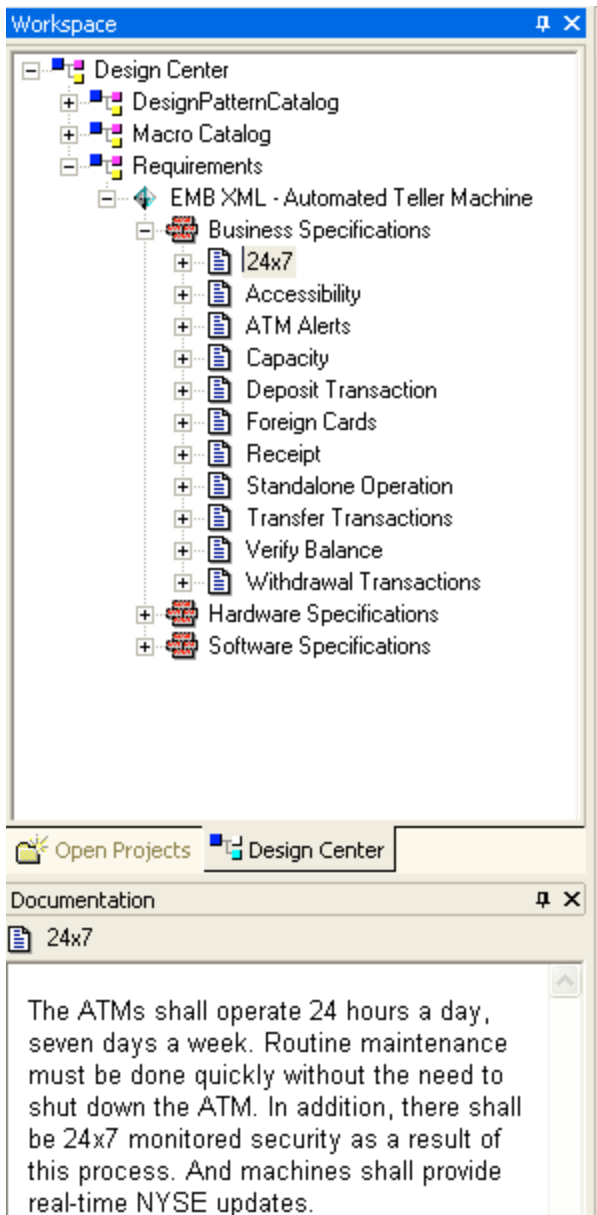 Workspace
Design Center
DesignPatternCatalog
Macro Catalog
Requirements
EMB XML - Automated Teller Machine
Business Specifications
24x7
Accessibility
ATM Alerts
Capacity
Deposit Transaction
Foreign Cards
Receipt
Standalone Operation
Transfer Transactions
Verify Balance
Withdrawal Transactions
Hardware Specifications
Software Specifications
Open Projects Design Center
Documentation
24x7
The ATMs shall operate 24 hours a day,
seven days a week. Routine maintenance
must be done quickly without the need to
shut down the ATM. In addition, there shall
be 24x7 monitored security as a result of
this process. And machines shall provide
real-time NYSE updates.